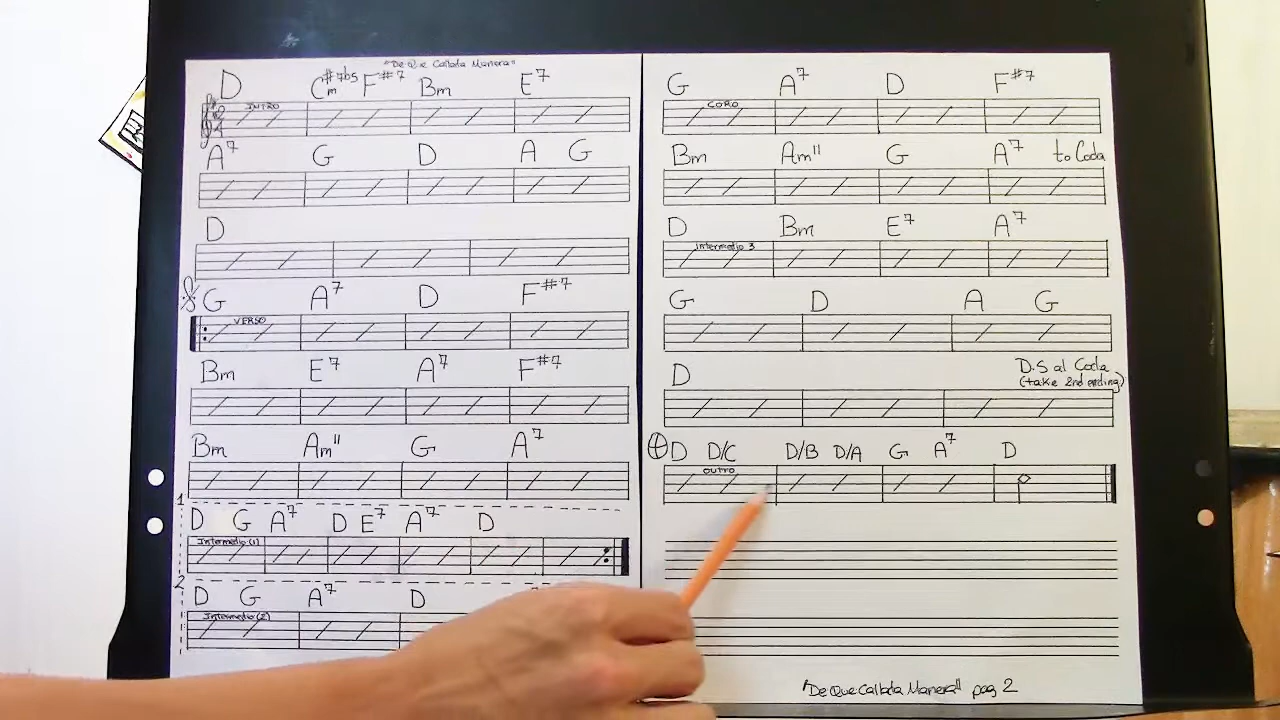 "De Que Callada Manera"
D C#m7b5 F#7 Bm E7
INTRO
2
4
A7 G D A G
D
G A7 D F#7
VERSO
Bm E7 A7 F#7
Bm Am11 G A7
1
D G A7 D E7 A7 D
Intermedio (1)
2
D G A7 D
Intermedio (2)
G A7 D F#7
CORO
Bm Am11 G A7 to Coda
D Bm E7 A7
Intermedio 3
G D A G
D D.S al Coda
(take 2nd ending)
D D/C D/B D/A G A7 D
OUTRO
"De Que Callada Manera" pag 2